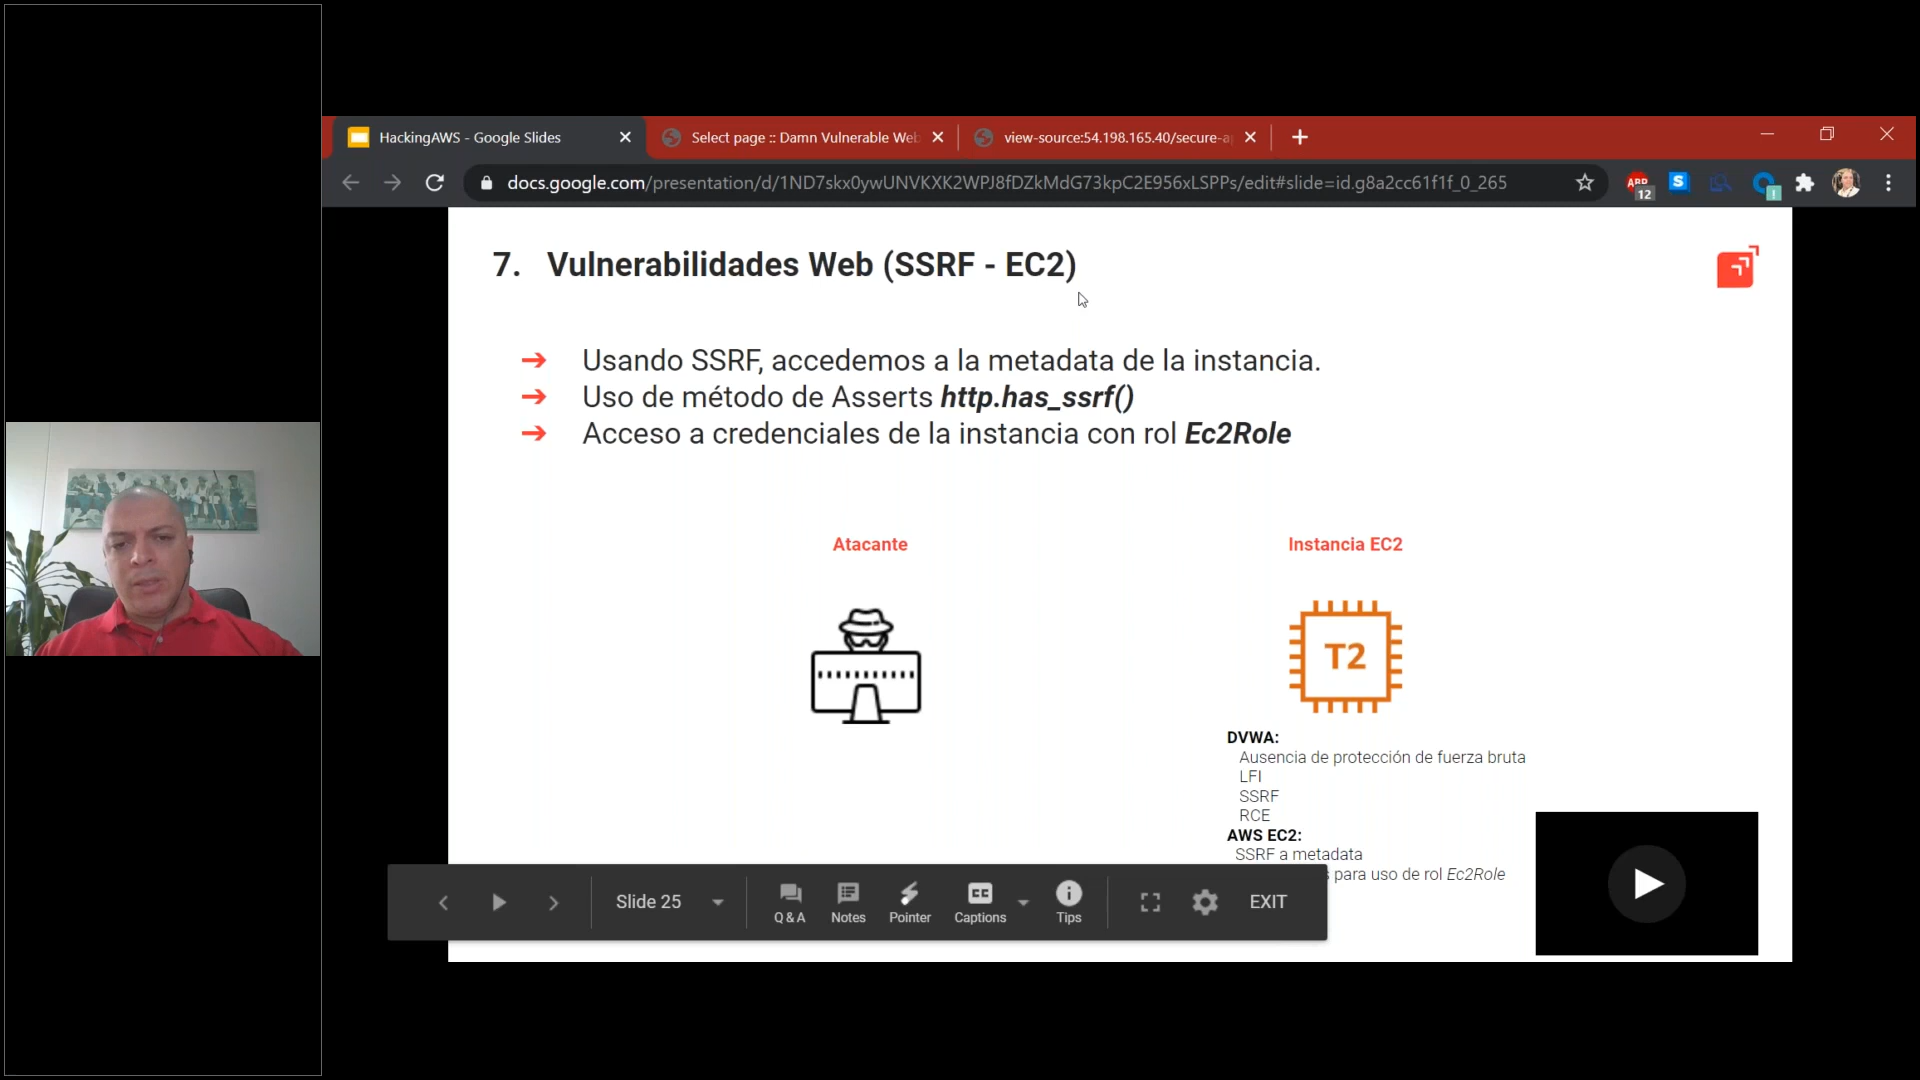 HackingAWS - Google Slides
Select page :: Damn Vulnerable Web
view-source:54.198.165.40/secure-a
docs.google.com/presentation/d/1ND7skx0ywUNVKXK2WPJ8fDZkMdG73kpC2E956xLSPPs/edit#slide=id.g8a2cc61f1f_0_265
ABP
12
S
7. Vulnerabilidades Web (SSRF - EC2)
➔ Usando SSRF, accedemos a la metadata de la instancia.
➔ Uso de método de Asserts http.has_ssrf()
➔ Acceso a credenciales de la instancia con rol Ec2Role
Atacante
Instancia EC2
T2
DVWA:
Ausencia de protección de fuerza bruta
LFI
SSRF
RCE
AWS EC2:
SSRF a metadata
s para uso de rol Ec2Role
Slide 25
Q & A
Notes
Pointer
CC
Captions
Tips
EXIT